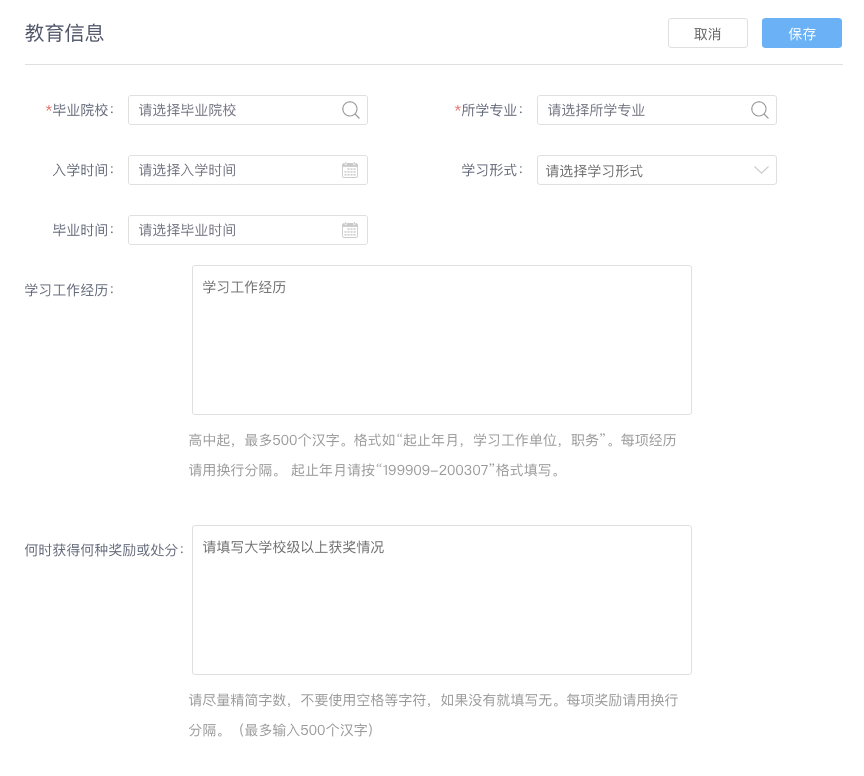 教育信息
取消
保存
*毕业院校:
请选择毕业院校
*所学专业:
请选择所学专业
入学时间:
请选择入学时间
学习形式:
请选择学习形式
毕业时间:
请选择毕业时间
学习工作经历:
学习工作经历
高中起，最多500个汉字。格式如“起止年月，学习工作单位，职务”。每项经历
请用换行分隔。 起止年月请按“199909-200307”格式填写。
何时获得何种奖励或处分:
请填写大学校级以上获奖情况
请尽量精简字数，不要使用空格等字符，如果没有就填写无。每项奖励请用换行
分隔。（最多输入500个汉字）